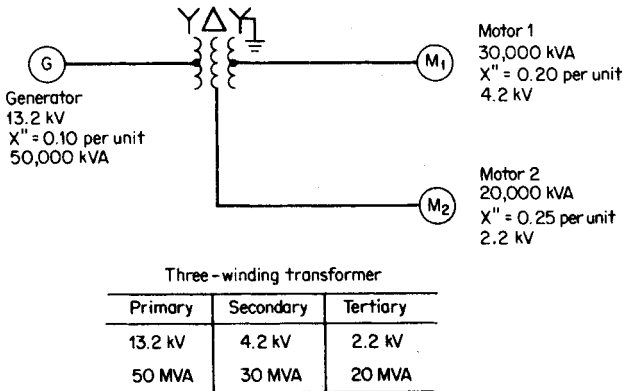 Y Δ Y
G
Generator
13.2 kV
X" = 0.10 per unit
50,000 kVA
M1
Motor 1
30,000 kVA
X" = 0.20 per unit
4.2 kV
M2
Motor 2
20,000 kVA
X" = 0.25 per unit
2.2 kV
Three-winding transformer
Primary Secondary Tertiary
13.2 kV 4.2 kV 2.2 kV
50 MVA 30 MVA 20 MVA